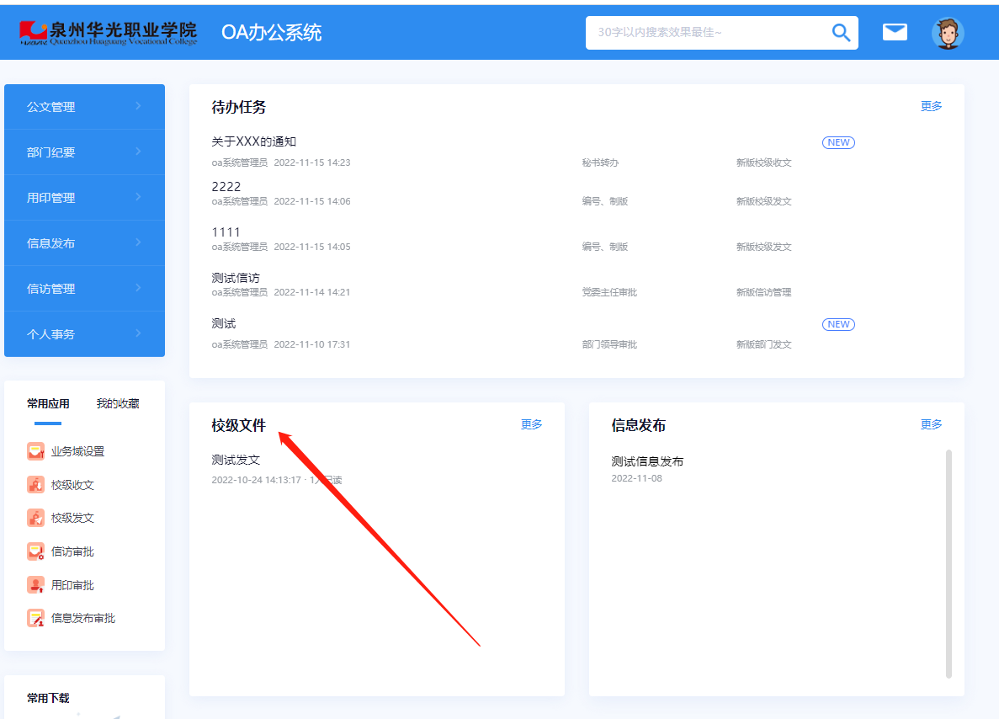 泉州华光职业学院
Quanzhou Huaguang Vocational College
OA办公系统
30字以内搜索效果最佳~
公文管理
部门纪要
用印管理
信息发布
信访管理
个人事务
常用应用 我的收藏
业务域设置
校级收文
校级发文
信访审批
用印审批
信息发布审批
常用下载
待办任务 更多
关于XXX的通知 NEW
oa系统管理员 2022-11-15 14:23 秘书转办 新版校级收文
2222
oa系统管理员 2022-11-15 14:06 编号、制版 新版校级发文
1111
oa系统管理员 2022-11-15 14:05 编号、制版 新版校级发文
测试信访
oa系统管理员 2022-11-14 14:21 党委主任审批 新版信访管理
测试 NEW
oa系统管理员 2022-11-10 17:31 部门领导审批 新版部门发文
校级文件 更多
测试发文
2022-10-24 14:13:17 · 1人已读
信息发布 更多
测试信息发布
2022-11-08